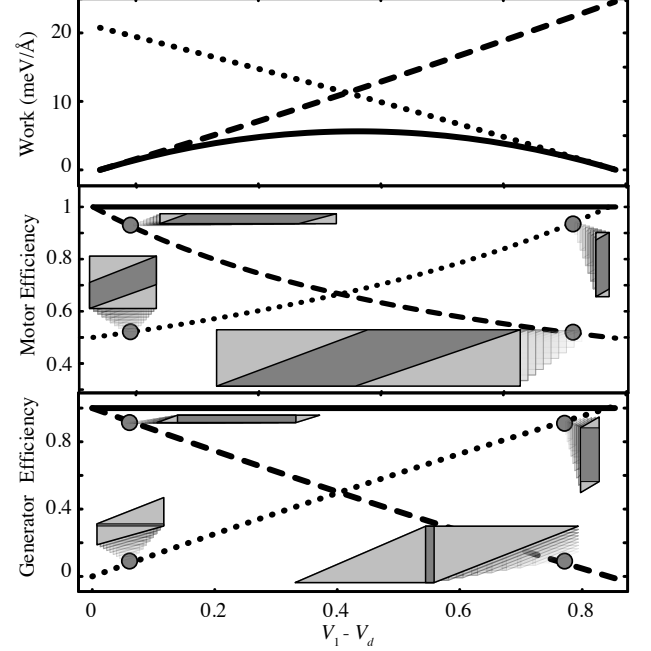 Work (meV/Å)
20
10
0
Motor Efficiency
1
0.8
0.6
0.4
Generator Efficiency
0.8
0.4
0
0 0.2 0.4 0.6 0.8
V₁ - V_d